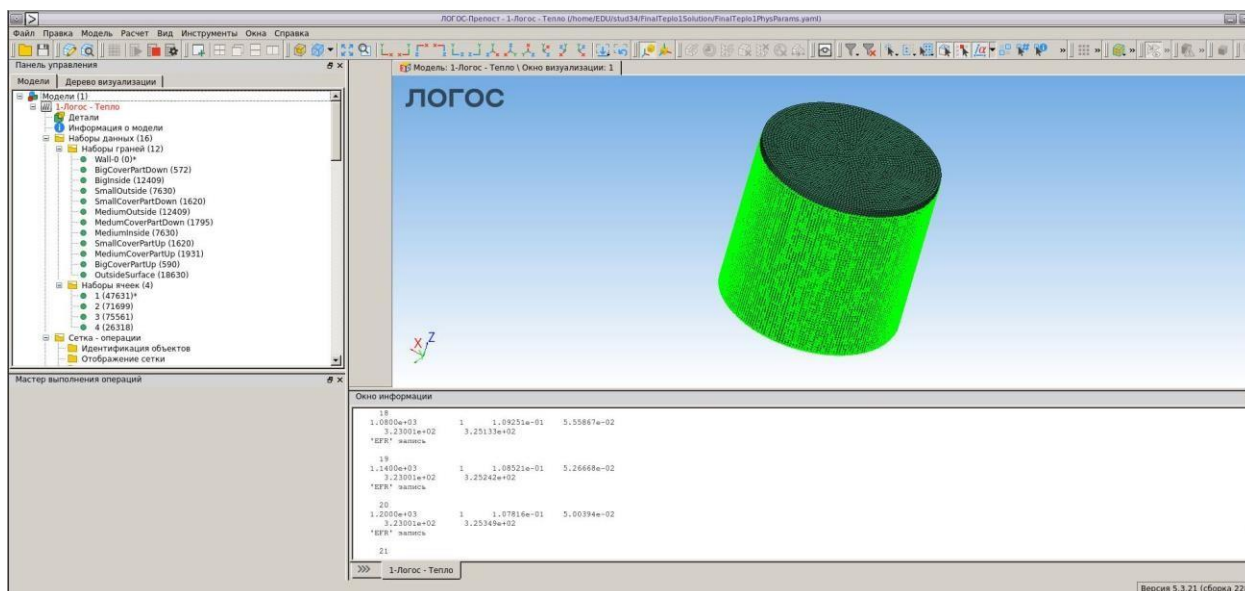 ЛОГОС-Препост - 1-Логос - Тепло (/home/EDU/stud34/FinalTeplo1Solution/FinalTeplo1PhysParams.yaml)
Файл Правка Модель Расчет Вид Инструменты Окна Справка
Панель управления
Модели Дерево визуализации
Модели (1)
1-Логос - Тепло
Детали
Информация о модели
Наборы данных (16)
Наборы граней (12)
Wall-0 (0)*
BigCoverPartDown (572)
BigInside (12409)
SmallOutside (7630)
SmallCoverPartDown (1620)
MediumOutside (12409)
MedumCoverPartDown (1795)
MediumInside (7630)
SmallCoverPartUp (1620)
MediumCoverPartUp (1931)
BigCoverPartUp (590)
OutsideSurface (18630)
Наборы ячеек (4)
1 (47631)*
2 (71699)
3 (75561)
4 (26318)
Сетка - операции
Идентификация объектов
Отображение сетки
Мастер выполнения операций
Модель: 1-Логос - Тепло \ Окно визуализации: 1
ЛОГОС
X Z
Окно информации
18
1.0800e+03 1 1.09251e-01 5.55867e-02
3.23001e+02 3.25133e+02
"EFR" запись
19
1.1400e+03 1 1.08521e-01 5.26668e-02
3.23001e+02 3.25242e+02
"EFR" запись
20
1.2000e+03 1 1.07816e-01 5.00394e-02
3.23001e+02 3.25349e+02
"EFR" запись
21
1-Логос - Тепло
Версия 5.3.21 (сборка 22